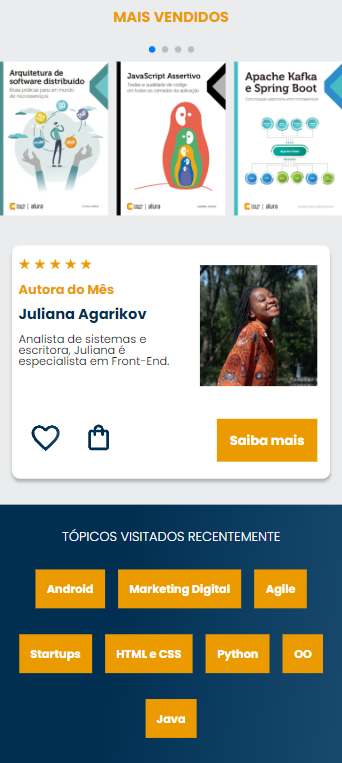 MAIS VENDIDOS
Arquitetura de
software distribuído
Boas práticas para um mundo
de microsserviços
alura
JavaScript Assertivo
Testes e qualidade de código
em todas as camadas da aplicação
alura
Apache Kafka
e Spring Boot
Comunicação assíncrona entre microsserviços
alura
Autora do Mês
Juliana Agarikov
Analista de sistemas e
escritora, Juliana é
especialista em Front-End.
Saiba mais
TÓPICOS VISITADOS RECENTEMENTE
Android
Marketing Digital
Agile
Startups
HTML e CSS
Python
OO
Java